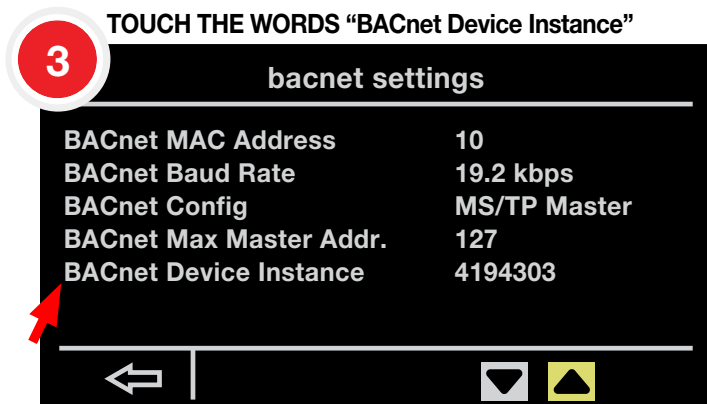 TOUCH THE WORDS “BACnet Device Instance”
3
bacnet settings
BACnet MAC Address 10
BACnet Baud Rate 19.2 kbps
BACnet Config MS/TP Master
BACnet Max Master Addr. 127
BACnet Device Instance 4194303